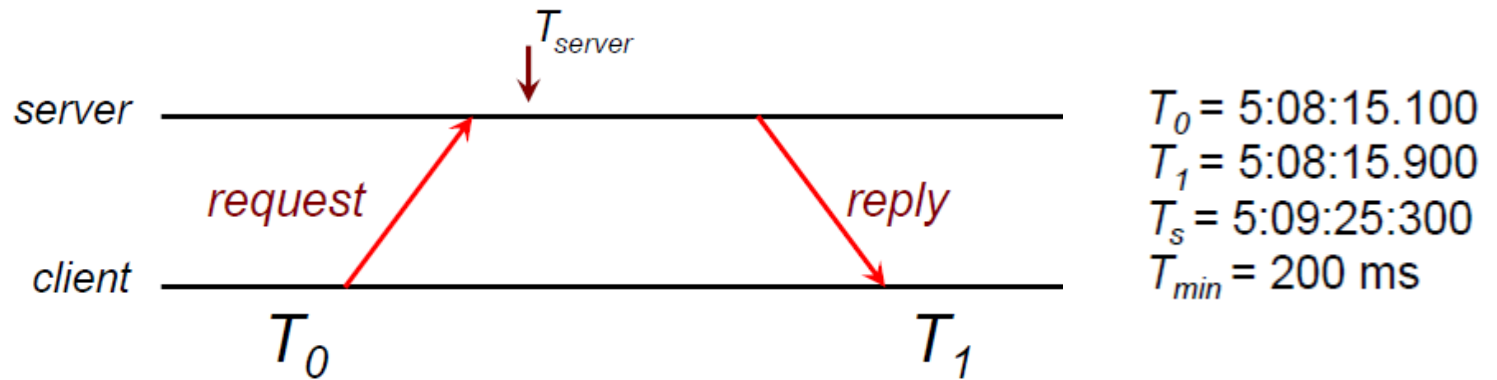 T_server
server
request
reply
client
T_0
T_1
T_0 = 5:08:15.100
T_1 = 5:08:15.900
T_s = 5:09:25:300
T_min = 200 ms